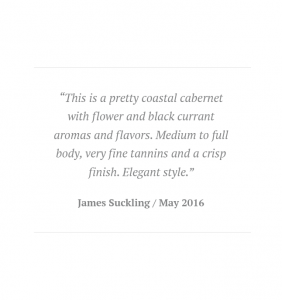 “This is a pretty coastal cabernet
with flower and black currant
aromas and flavors. Medium to full
body, very fine tannins and a crisp
finish. Elegant style.”
James Suckling / May 2016